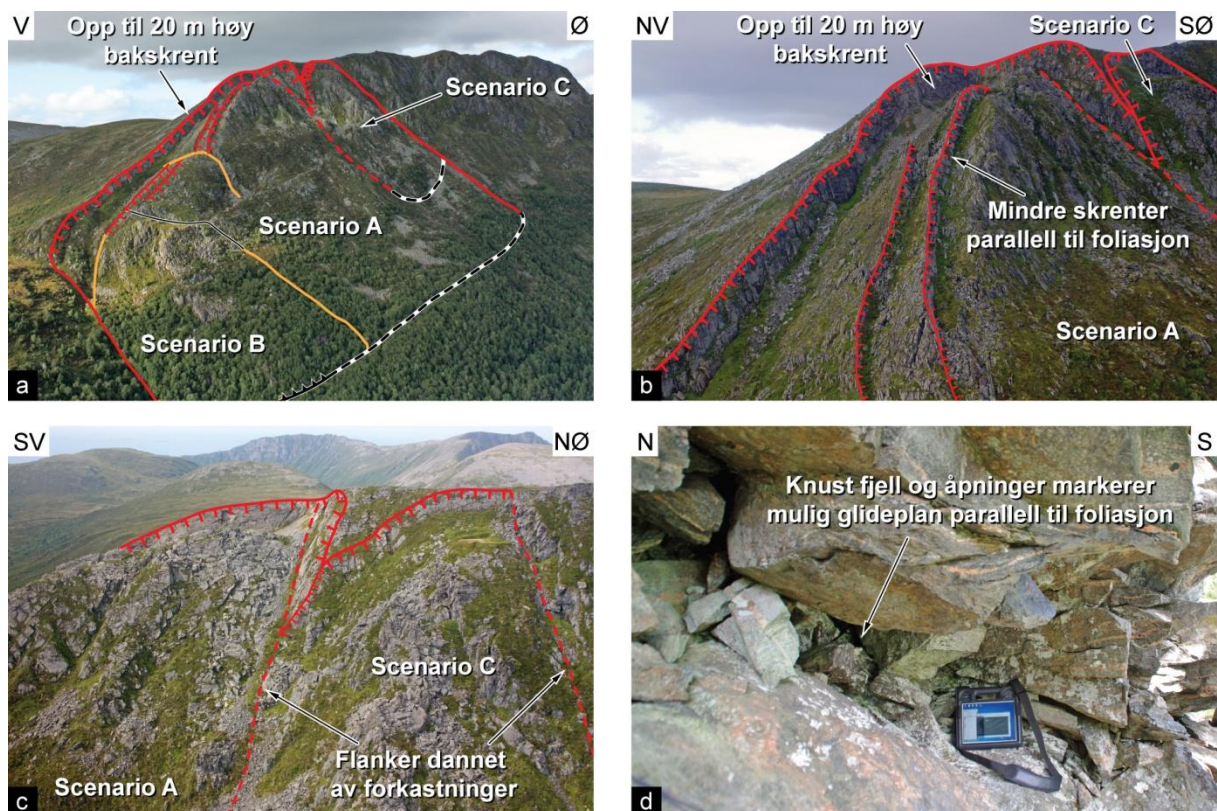 V
Opp til 20 m høy
bakskrent
Ø
Scenario C
Scenario A
Scenario B
a
NV
Opp til 20 m høy
bakskrent
Scenario C
SØ
Mindre skrenter
parallell til foliasjon
Scenario A
b
SV
NØ
Scenario C
Flanker dannet
av forkastninger
Scenario A
c
N
S
Knust fjell og åpninger markerer
mulig glideplan parallell til foliasjon
d